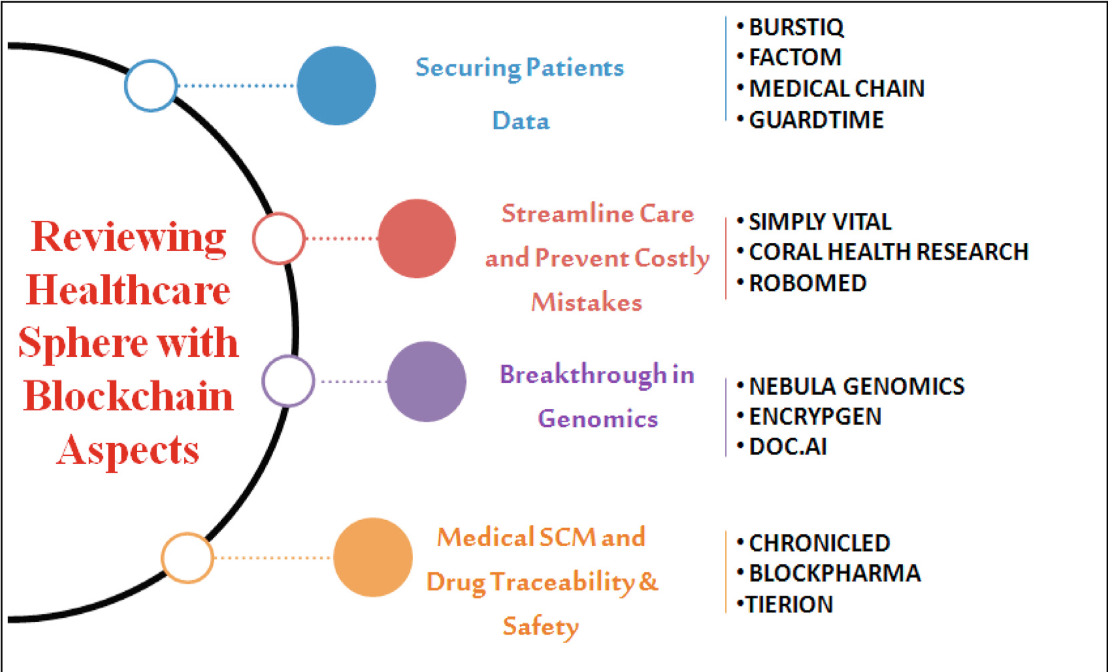 Reviewing
Healthcare
Sphere with
Blockchain
Aspects
Securing Patients
Data
• BURSTIQ
• FACTOM
• MEDICAL CHAIN
• GUARDTIME
Streamline Care
and Prevent Costly
Mistakes
• SIMPLY VITAL
• CORAL HEALTH RESEARCH
• ROBOMED
Breakthrough in
Genomics
• NEBULA GENOMICS
• ENCRYPGEN
• DOC.AI
Medical SCM and
Drug Traceability &
Safety
• CHRONICLED
• BLOCKPHARMA
•TIERION